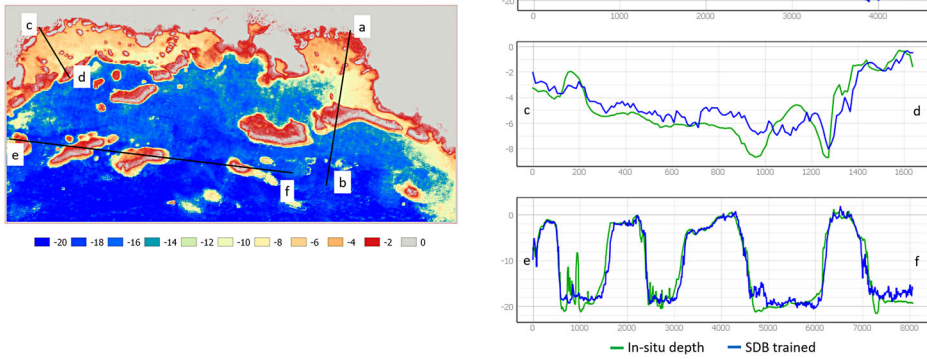 c
a
d
e
f
b
-20 -18 -16 -14 -12 -10 -8 -6 -4 -2 0
-20
0 1000 2000 3000 4000
0
-2
-4
-6
-8
c
d
0 200 400 600 800 1000 1200 1400 1600
0
-10
-20
e
f
0 1000 2000 3000 4000 5000 6000 7000 8000
In-situ depth SDB trained